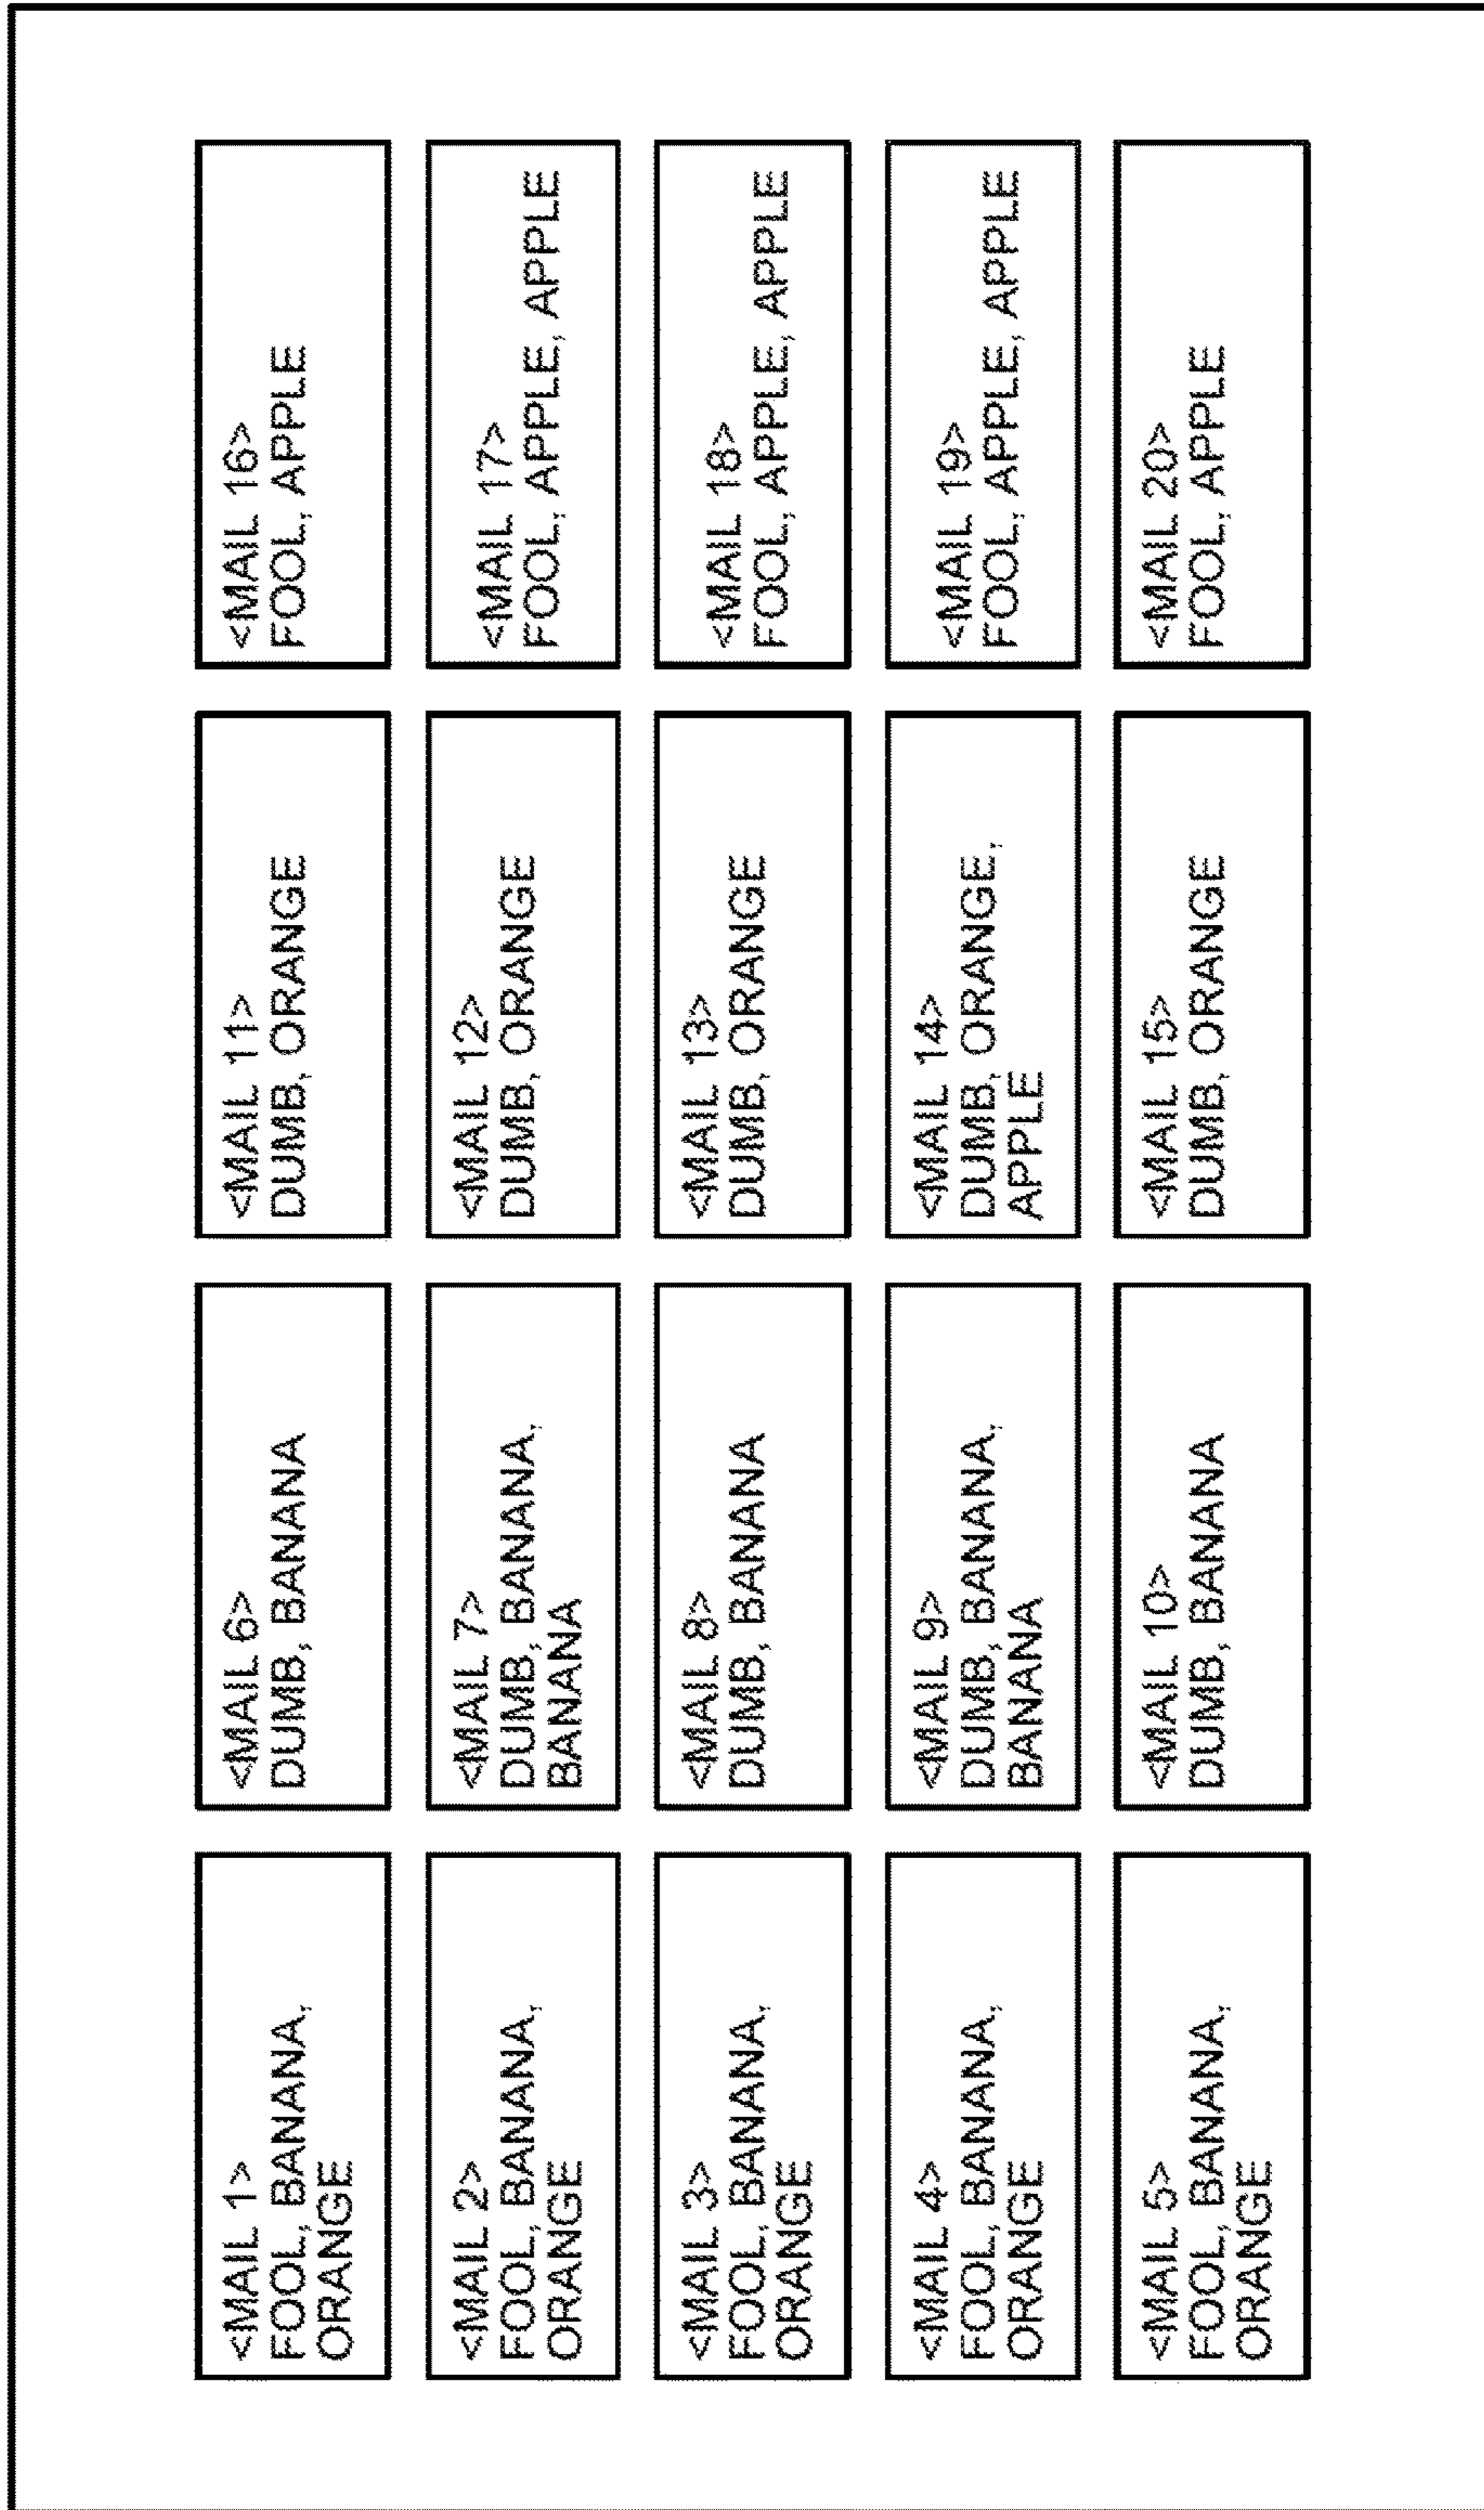 <MAIL 1>
FOOL, BANANA,
ORANGE
<MAIL 2>
FOOL, BANANA,
ORANGE
<MAIL 3>
FOOL, BANANA,
ORANGE
<MAIL 4>
FOOL, BANANA,
ORANGE
<MAIL 5>
FOOL, BANANA,
ORANGE
<MAIL 6>
DUMB, BANANA
<MAIL 7>
DUMB, BANANA,
BANANA
<MAIL 8>
DUMB, BANANA
<MAIL 9>
DUMB, BANANA,
BANANA
<MAIL 10>
DUMB, BANANA
<MAIL 11>
DUMB, ORANGE
<MAIL 12>
DUMB, ORANGE
<MAIL 13>
DUMB, ORANGE
<MAIL 14>
DUMB, ORANGE,
APPLE
<MAIL 15>
DUMB, ORANGE
<MAIL 16>
FOOL, APPLE
<MAIL 17>
FOOL, APPLE, APPLE
<MAIL 18>
FOOL, APPLE, APPLE
<MAIL 19>
FOOL, APPLE, APPLE
<MAIL 20>
FOOL, APPLE